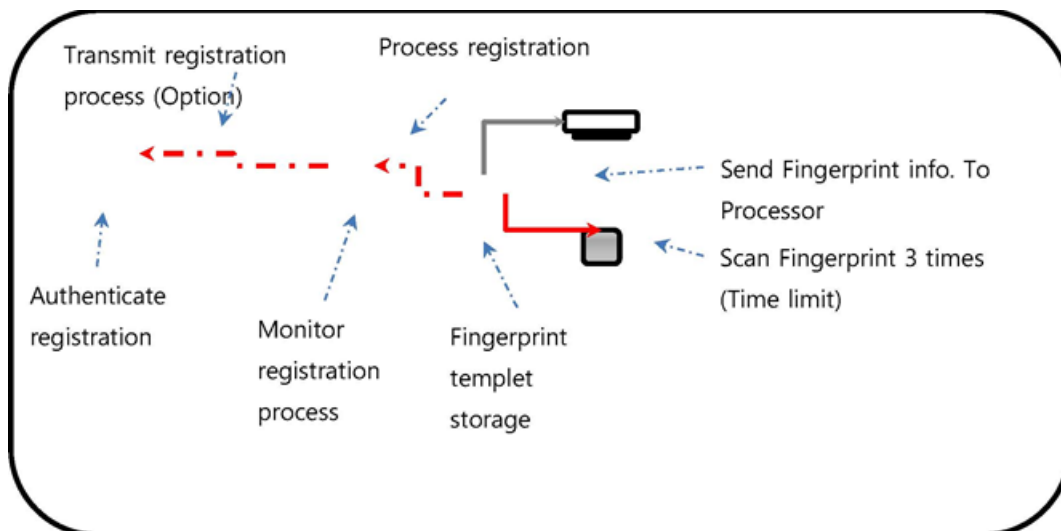 Transmit registration
process (Option)
Process registration
Send Fingerprint info. To
Processor
Scan Fingerprint 3 times
(Time limit)
Authenticate
registration
Monitor
registration
process
Fingerprint
templet
storage